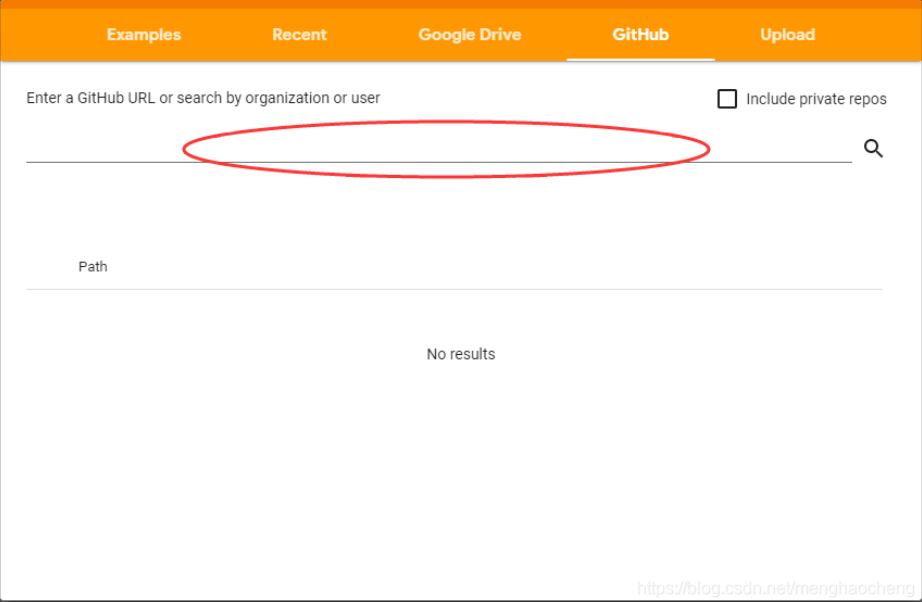 Examples Recent Google Drive GitHub Upload
Enter a GitHub URL or search by organization or user Include private repos
Path
No results
https://blog.csdn.net/menghaocheng